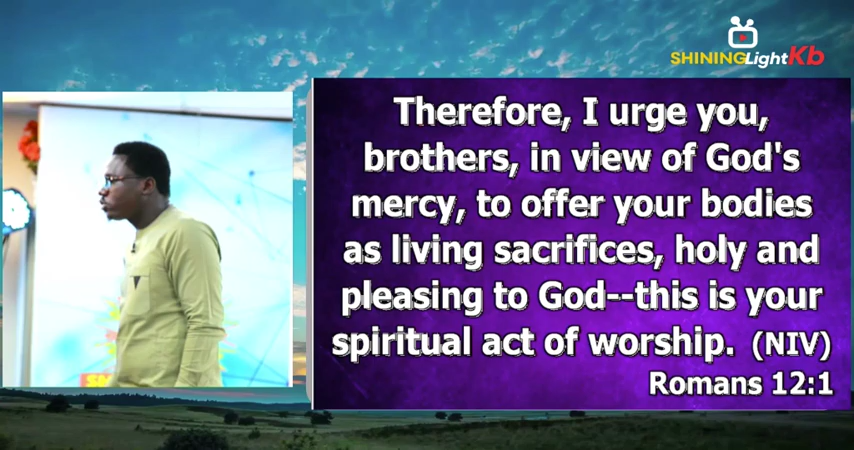 SHININGLightKb
Therefore, I urge you,
brothers, in view of God's
mercy, to offer your bodies
as living sacrifices, holy and
pleasing to God--this is your
spiritual act of worship. (NIV)
Romans 12:1